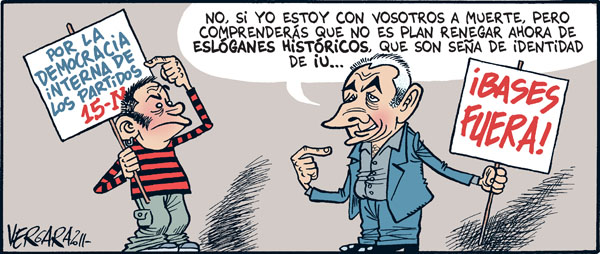 NO, Si YO ESTOY CON VOSOTROS A MUERTE, PERO
COMPRENDERÁS QUE NO ES PLAN RENEGAR AHORA DE
ESLÓGANES HiSTÓRiCOS, QUE SON SEÑA DE iDENTiDAD
DE iU...
POR LA
DEMOCRACiA
iNTERNA DE
LOS PARTiDOS
15-M
¡BASES
FUERA!
VERGARA2011-